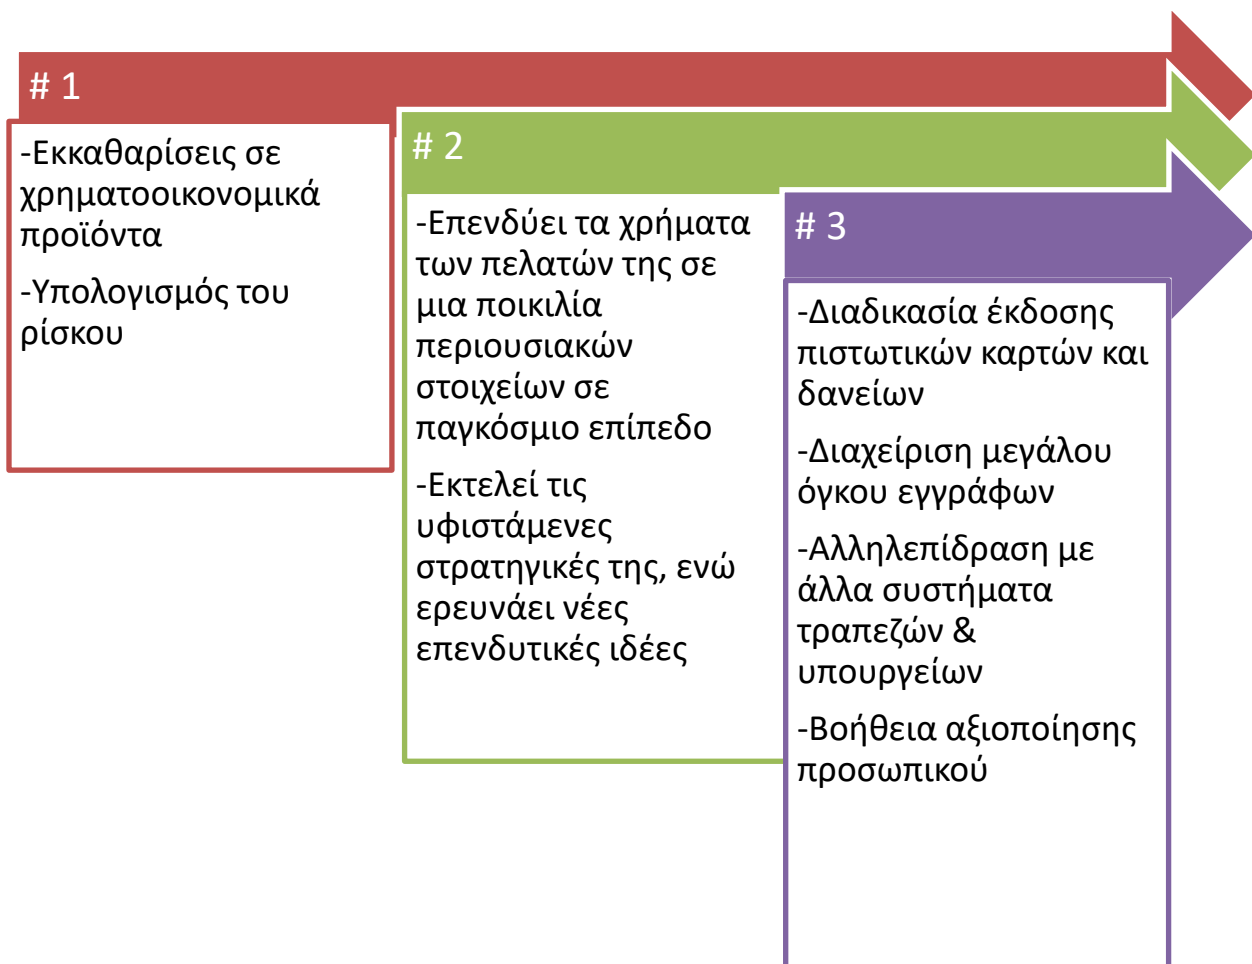 # 1
-Εκκαθαρίσεις σε
χρηματοοικονομικά
προϊόντα
-Υπολογισμός του
ρίσκου
# 2
-Επενδύει τα χρήματα
των πελατών της σε
μια ποικιλία
περιουσιακών
στοιχείων σε
παγκόσμιο επίπεδο
-Εκτελεί τις
υφιστάμενες
στρατηγικές της, ενώ
ερευνάει νέες
επενδυτικές ιδέες
# 3
-Διαδικασία έκδοσης
πιστωτικών καρτών και
δανείων
-Διαχείριση μεγάλου
όγκου εγγράφων
-Αλληλεπίδραση με
άλλα συστήματα
τραπεζών &
υπουργείων
-Βοήθεια αξιοποίησης
προσωπικού